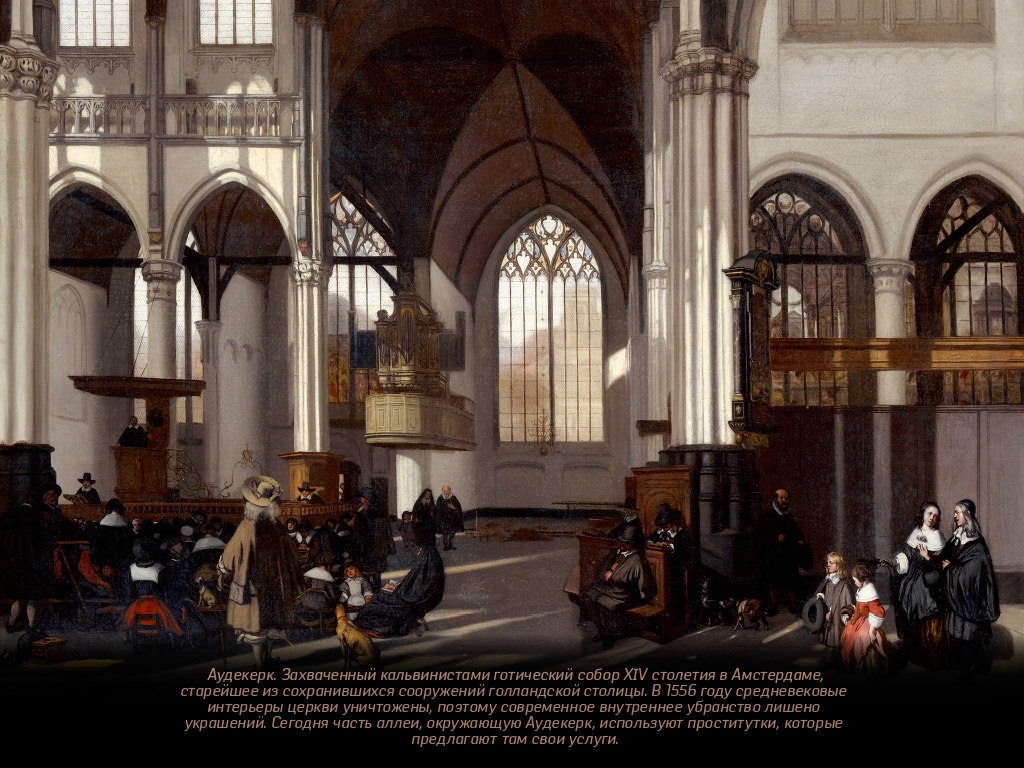 Аудекерк. Захваченный кальвинистами готический собор XIV столетия в Амстердаме,
старейшее из сохранившихся сооружений голландской столицы. В 1556 году средневековые
интерьеры церкви уничтожены, поэтому современное внутреннее убранство лишено
украшений. Сегодня часть аллеи, окружающую Аудекерк, используют проститутки, которые
предлагают там свои услуги.